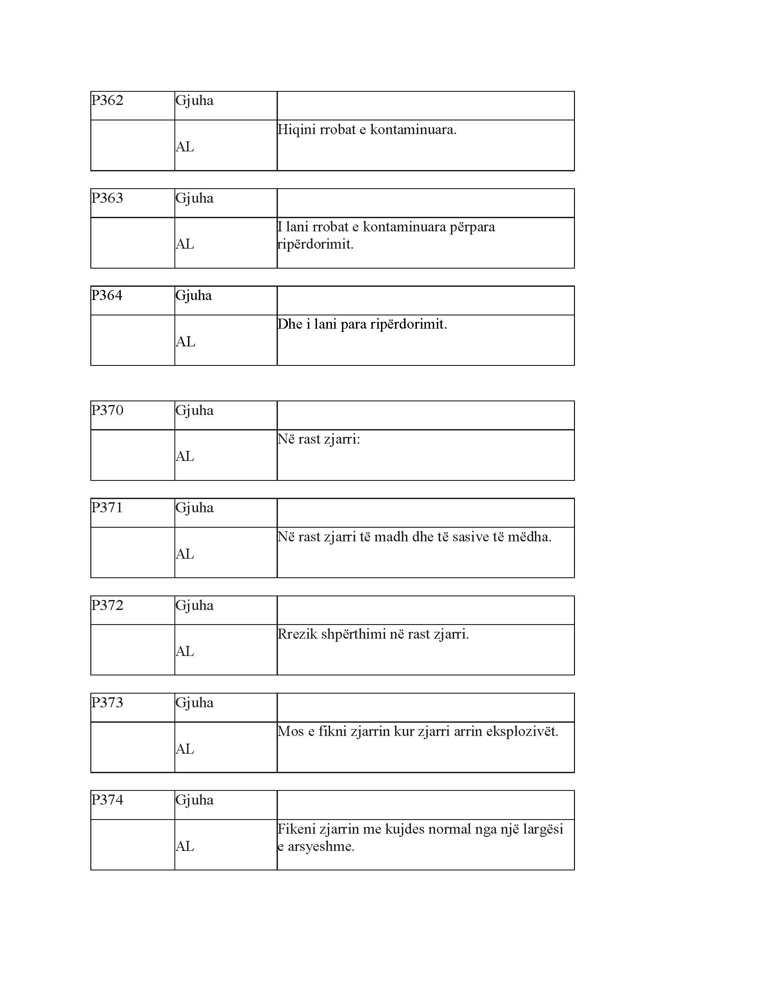 P362 Gjuha
Hiqini rrobat e kontaminuara.
AL
P363 Gjuha
I lani rrobat e kontaminuara përpara
AL ripërdorimit.
P364 Gjuha
Dhe i lani para ripërdorimit.
AL
P370 Gjuha
Në rast zjarri:
AL
P371 Gjuha
Në rast zjarri të madh dhe të sasive të mëdha.
AL
P372 Gjuha
Rrezik shpërthimi në rast zjarri.
AL
P373 Gjuha
Mos e fikni zjarrin kur zjarri arrin eksplozivët.
AL
P374 Gjuha
Fikeni zjarrin me kujdes normal nga një largësi
AL e arsyeshme.